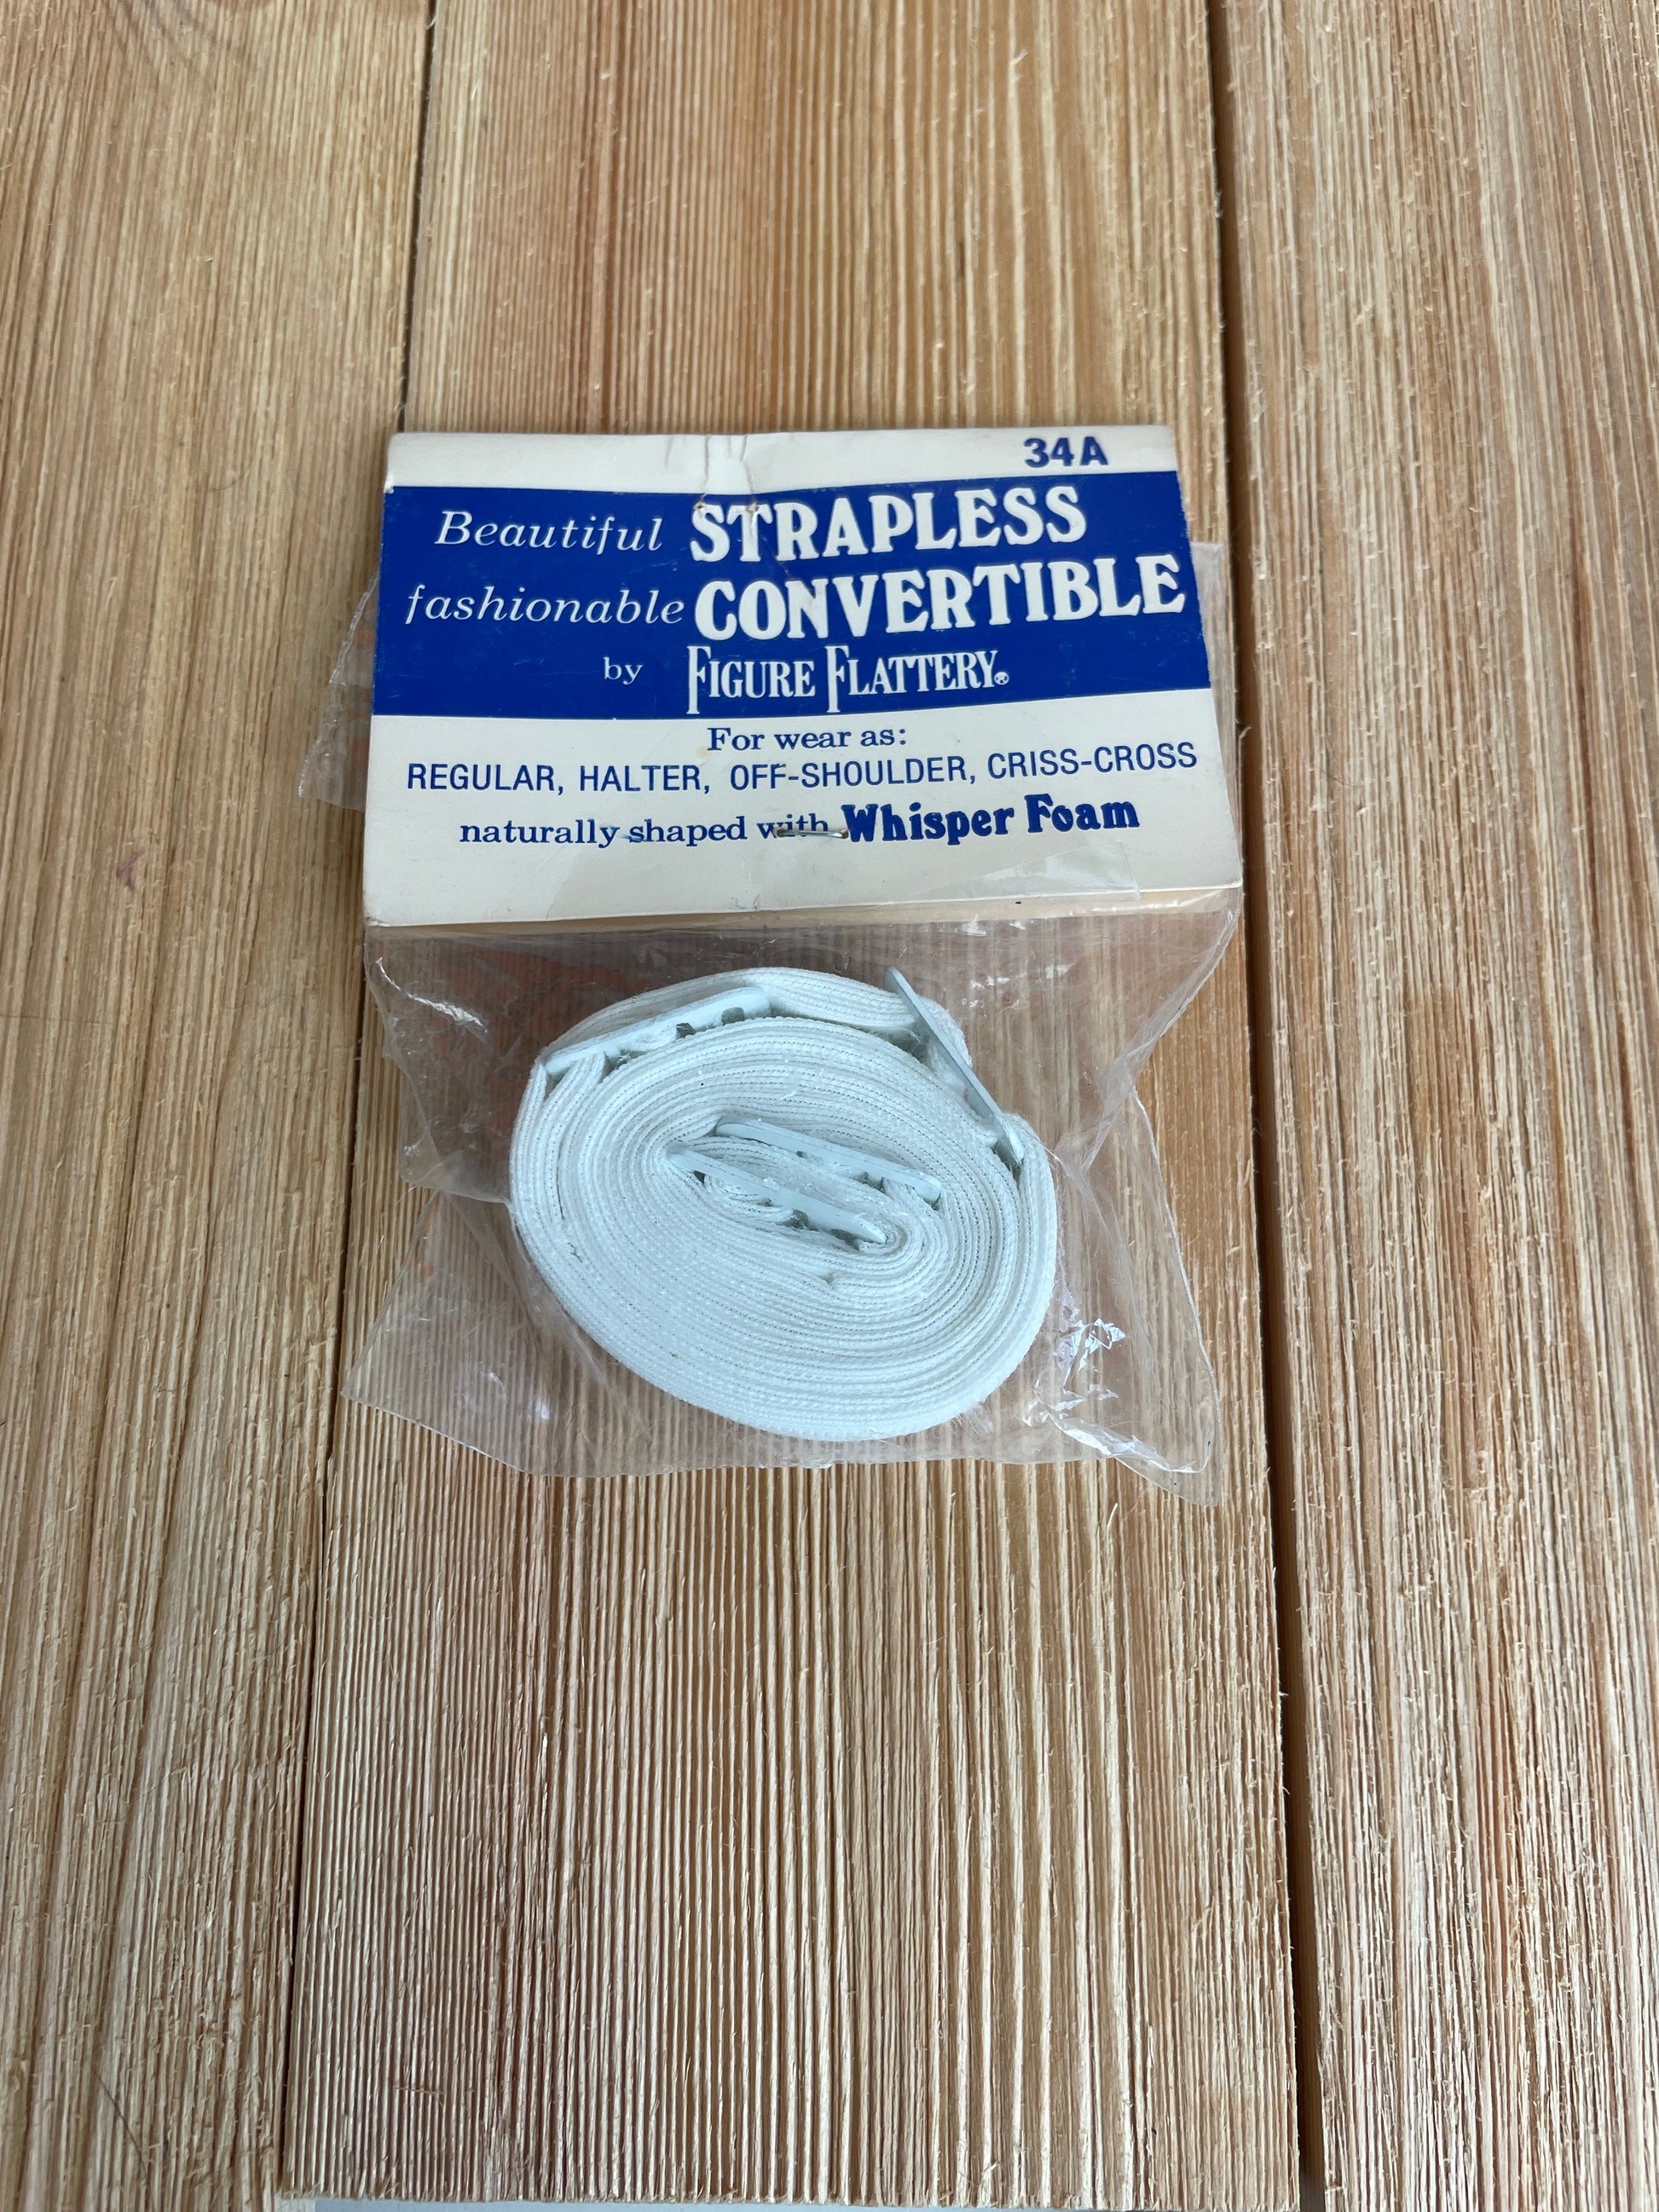 34A
Beautiful STRAPLESS
fashionable CONVERTIBLE
by FIGURE FLATTERY®
For wear as:
REGULAR, HALTER, OFF-SHOULDER, CRISS-CROSS
naturally shaped with Whisper Foam